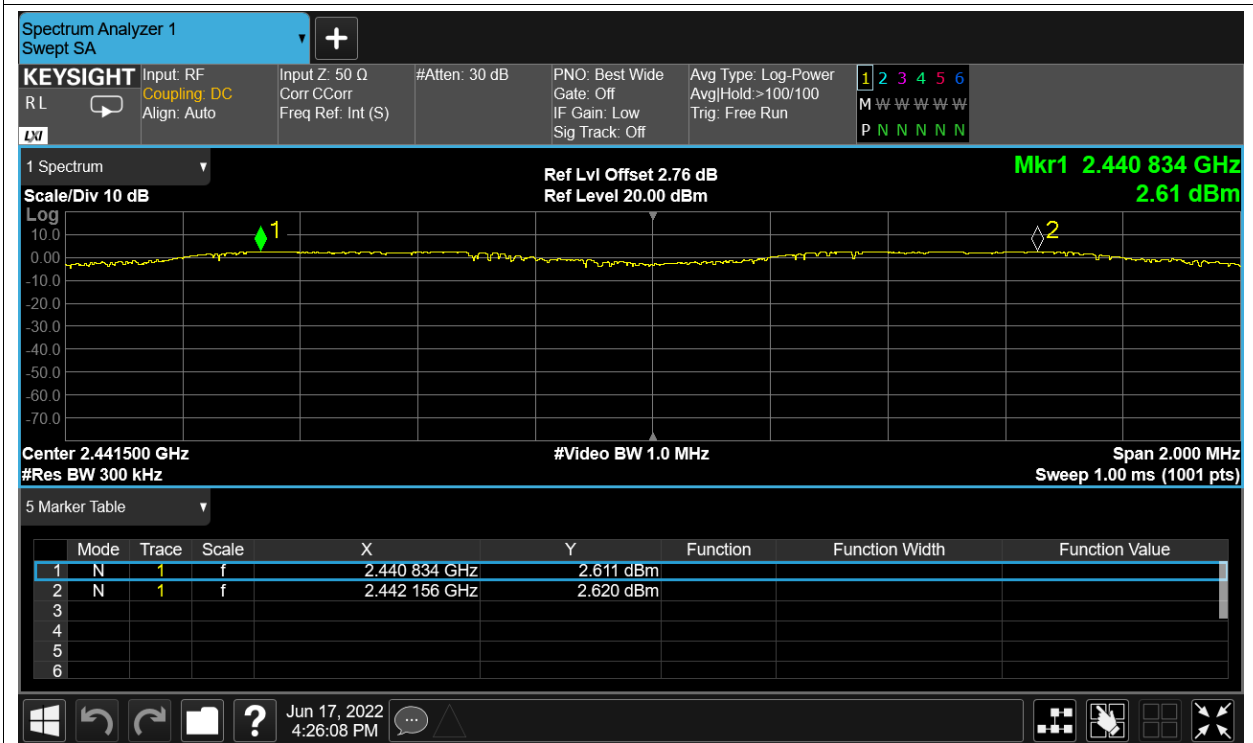 Spectrum Analyzer 1
Swept SA
KEYSIGHT
R L
LXI
Input: RF
Coupling: DC
Align: Auto
Input Z: 50 Ω
Corr CCorr
Freq Ref: Int (S)
#Atten: 30 dB
PNO: Best Wide
Gate: Off
IF Gain: Low
Sig Track: Off
Avg Type: Log-Power
Avg|Hold:>100/100
Trig: Free Run
1 2 3 4 5 6
M W W W W W
P N N N N N
1 Spectrum
Scale/Div 10 dB
Ref Lvl Offset 2.76 dB
Ref Level 20.00 dBm
Mkr1 2.440 834 GHz
2.61 dBm
Log
10.0
0.00
-10.0
-20.0
-30.0
-40.0
-50.0
-60.0
-70.0
1
2
Center 2.441500 GHz
#Video BW 1.0 MHz
Span 2.000 MHz
#Res BW 300 kHz
Sweep 1.00 ms (1001 pts)
5 Marker Table
Mode Trace Scale X Y Function Function Width Function Value
1 N 1 f 2.440 834 GHz 2.611 dBm
2 N 1 f 2.442 156 GHz 2.620 dBm
3
4
5
6
?
Jun 17, 2022
4:26:08 PM